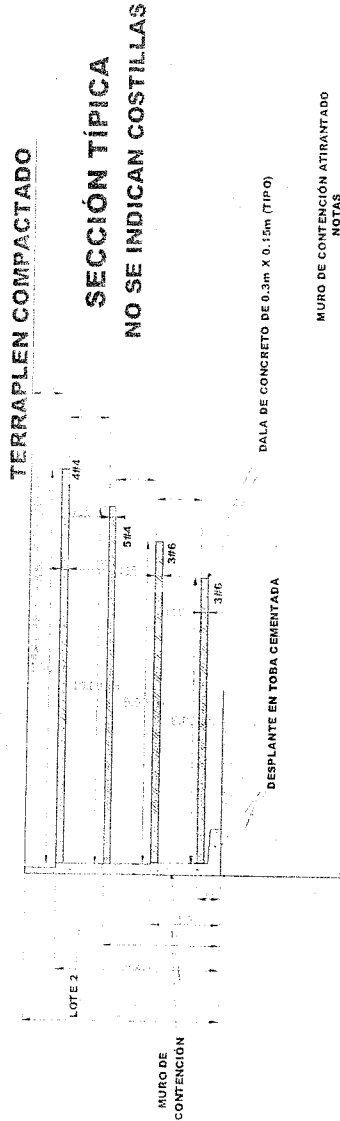 TERRAPLEN COMPACTADO
SECCIÓN TÍPICA
NO SE INDICAN COSTILLAS
4#4
5#4
3#6
3#6
LOTE 2
MURO DE
CONTENCIÓN
DESPLANTE EN TOBA CEMENTADA
DALA DE CONCRETO DE 0.3m X 0.15m (TIPO)
MURO DE CONTENCIÓN ATIRANTADO
NOTAS